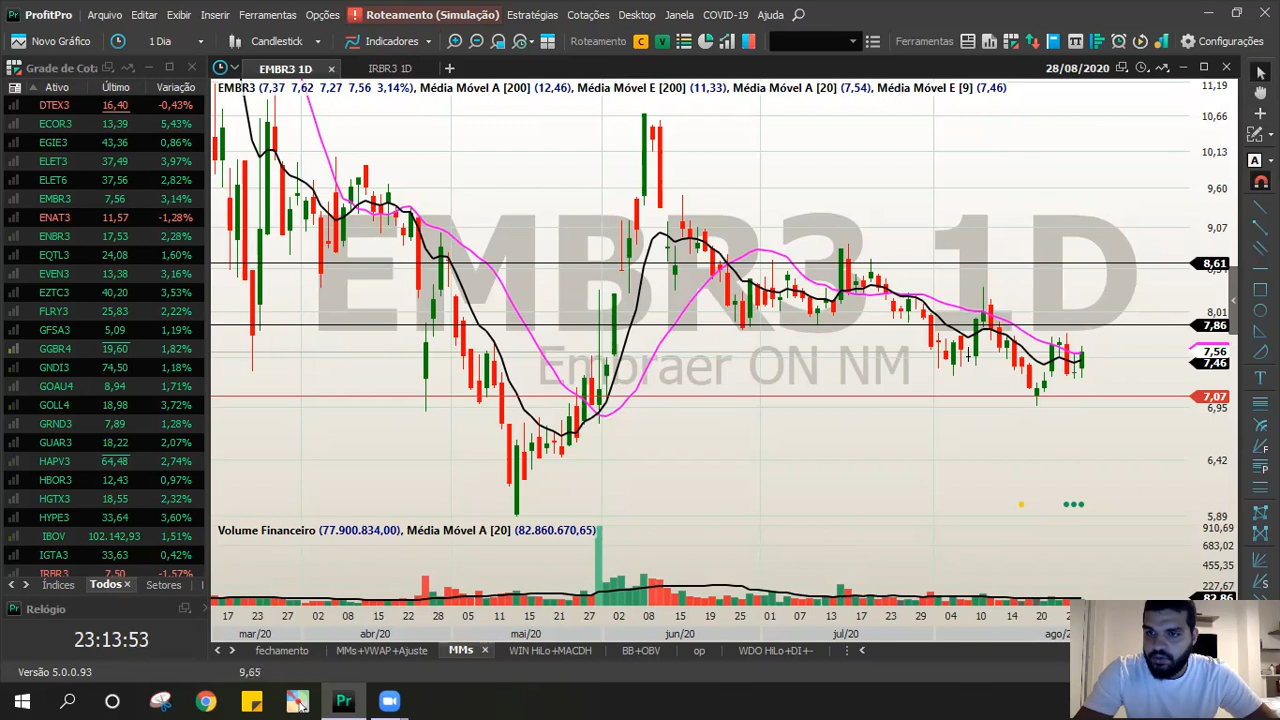 ProfitPro Arquivo Editar Exibir Inserir Ferramentas Opções ! Roteamento (Simulação) Estratégias Cotações Desktop Janela COVID-19 Ajuda
Novo Gráfico 1 Dia Candlestick Indicadores Roteamento C V Ferramentas Configurações
Grade de Cota EMBR3 1D IRBR3 1D 28/08/2020
Ativo Último Variação
DTEX3 16,40 -0,43%
ECOR3 13,39 5,43%
EGIE3 43,36 0,86%
ELET3 37,49 3,97%
ELET6 37,56 2,82%
EMBR3 7,56 3,14%
ENAT3 11,57 -1,28%
ENBR3 17,53 2,28%
EQTL3 24,08 1,60%
EVEN3 13,38 3,16%
EZTC3 40,20 3,53%
FLRY3 25,83 2,22%
GFSA3 5,09 1,19%
GGBR4 19,60 1,82%
GNDI3 74,50 1,18%
GOAU4 8,94 1,71%
GOLL4 18,98 3,72%
GRND3 7,89 1,28%
GUAR3 18,22 2,07%
HAPV3 64,48 2,74%
HBOR3 12,43 0,97%
HGTX3 18,55 2,32%
HYPE3 33,64 3,60%
IBOV 102.142,93 1,51%
IGTA3 33,63 0,42%
IRBR3 7,50 -1,57%
Índices Todos Setores
Relógio
23:13:53
Versão 5.0.0.93 9,65
EMBR3 (7,37 7,62 7,27 7,56 3,14%), Média Móvel A [200] (12,46), Média Móvel E [200] (11,33), Média Móvel A [20] (7,54), Média Móvel E [9] (7,46)
EMBR3 1D
Embraer ON NM
11,19
10,66
10,13
9,60
9,07
8,61
8,01
7,86
7,56
7,46
7,07
6,95
6,42
5,89
Volume Financeiro (77.900.834,00), Média Móvel A [20] (82.860.670,65)
910,69
683,02
455,35
227,67
82,86
17 23 27 02 07 14 17 23 28 05 08 13 18 21 27 02 08 15 19 25 01 07 13 17 23 29 04 10 14 20
mar/20 abr/20 mai/20 jun/20 jul/20 ago/
fechamento MMs+VWAP+Ajuste MMs WIN HiLo+MACDH BB+OBV op WDO HiLo+DI+-
Pr